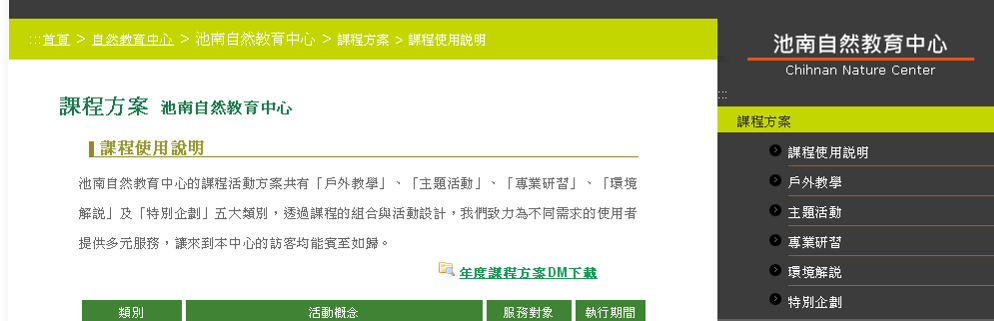 :::首頁 > 自然教育中心 > 池南自然教育中心 > 課程方案 > 課程使用說明
課程方案 池南自然教育中心
課程使用說明
池南自然教育中心的課程活動方案共有「戶外教學」、「主題活動」、「專業研習」、「環境
解說」及「特別企劃」五大類別，透過課程的組合與活動設計，我們致力為不同需求的使用者
提供多元服務，讓來到本中心的訪客均能賓至如歸。
年度課程方案DM下載
類別 活動概念 服務對象 執行期間
池南自然教育中心
Chihnan Nature Center
:::
課程方案
課程使用說明
戶外教學
主題活動
專業研習
環境解說
特別企劃